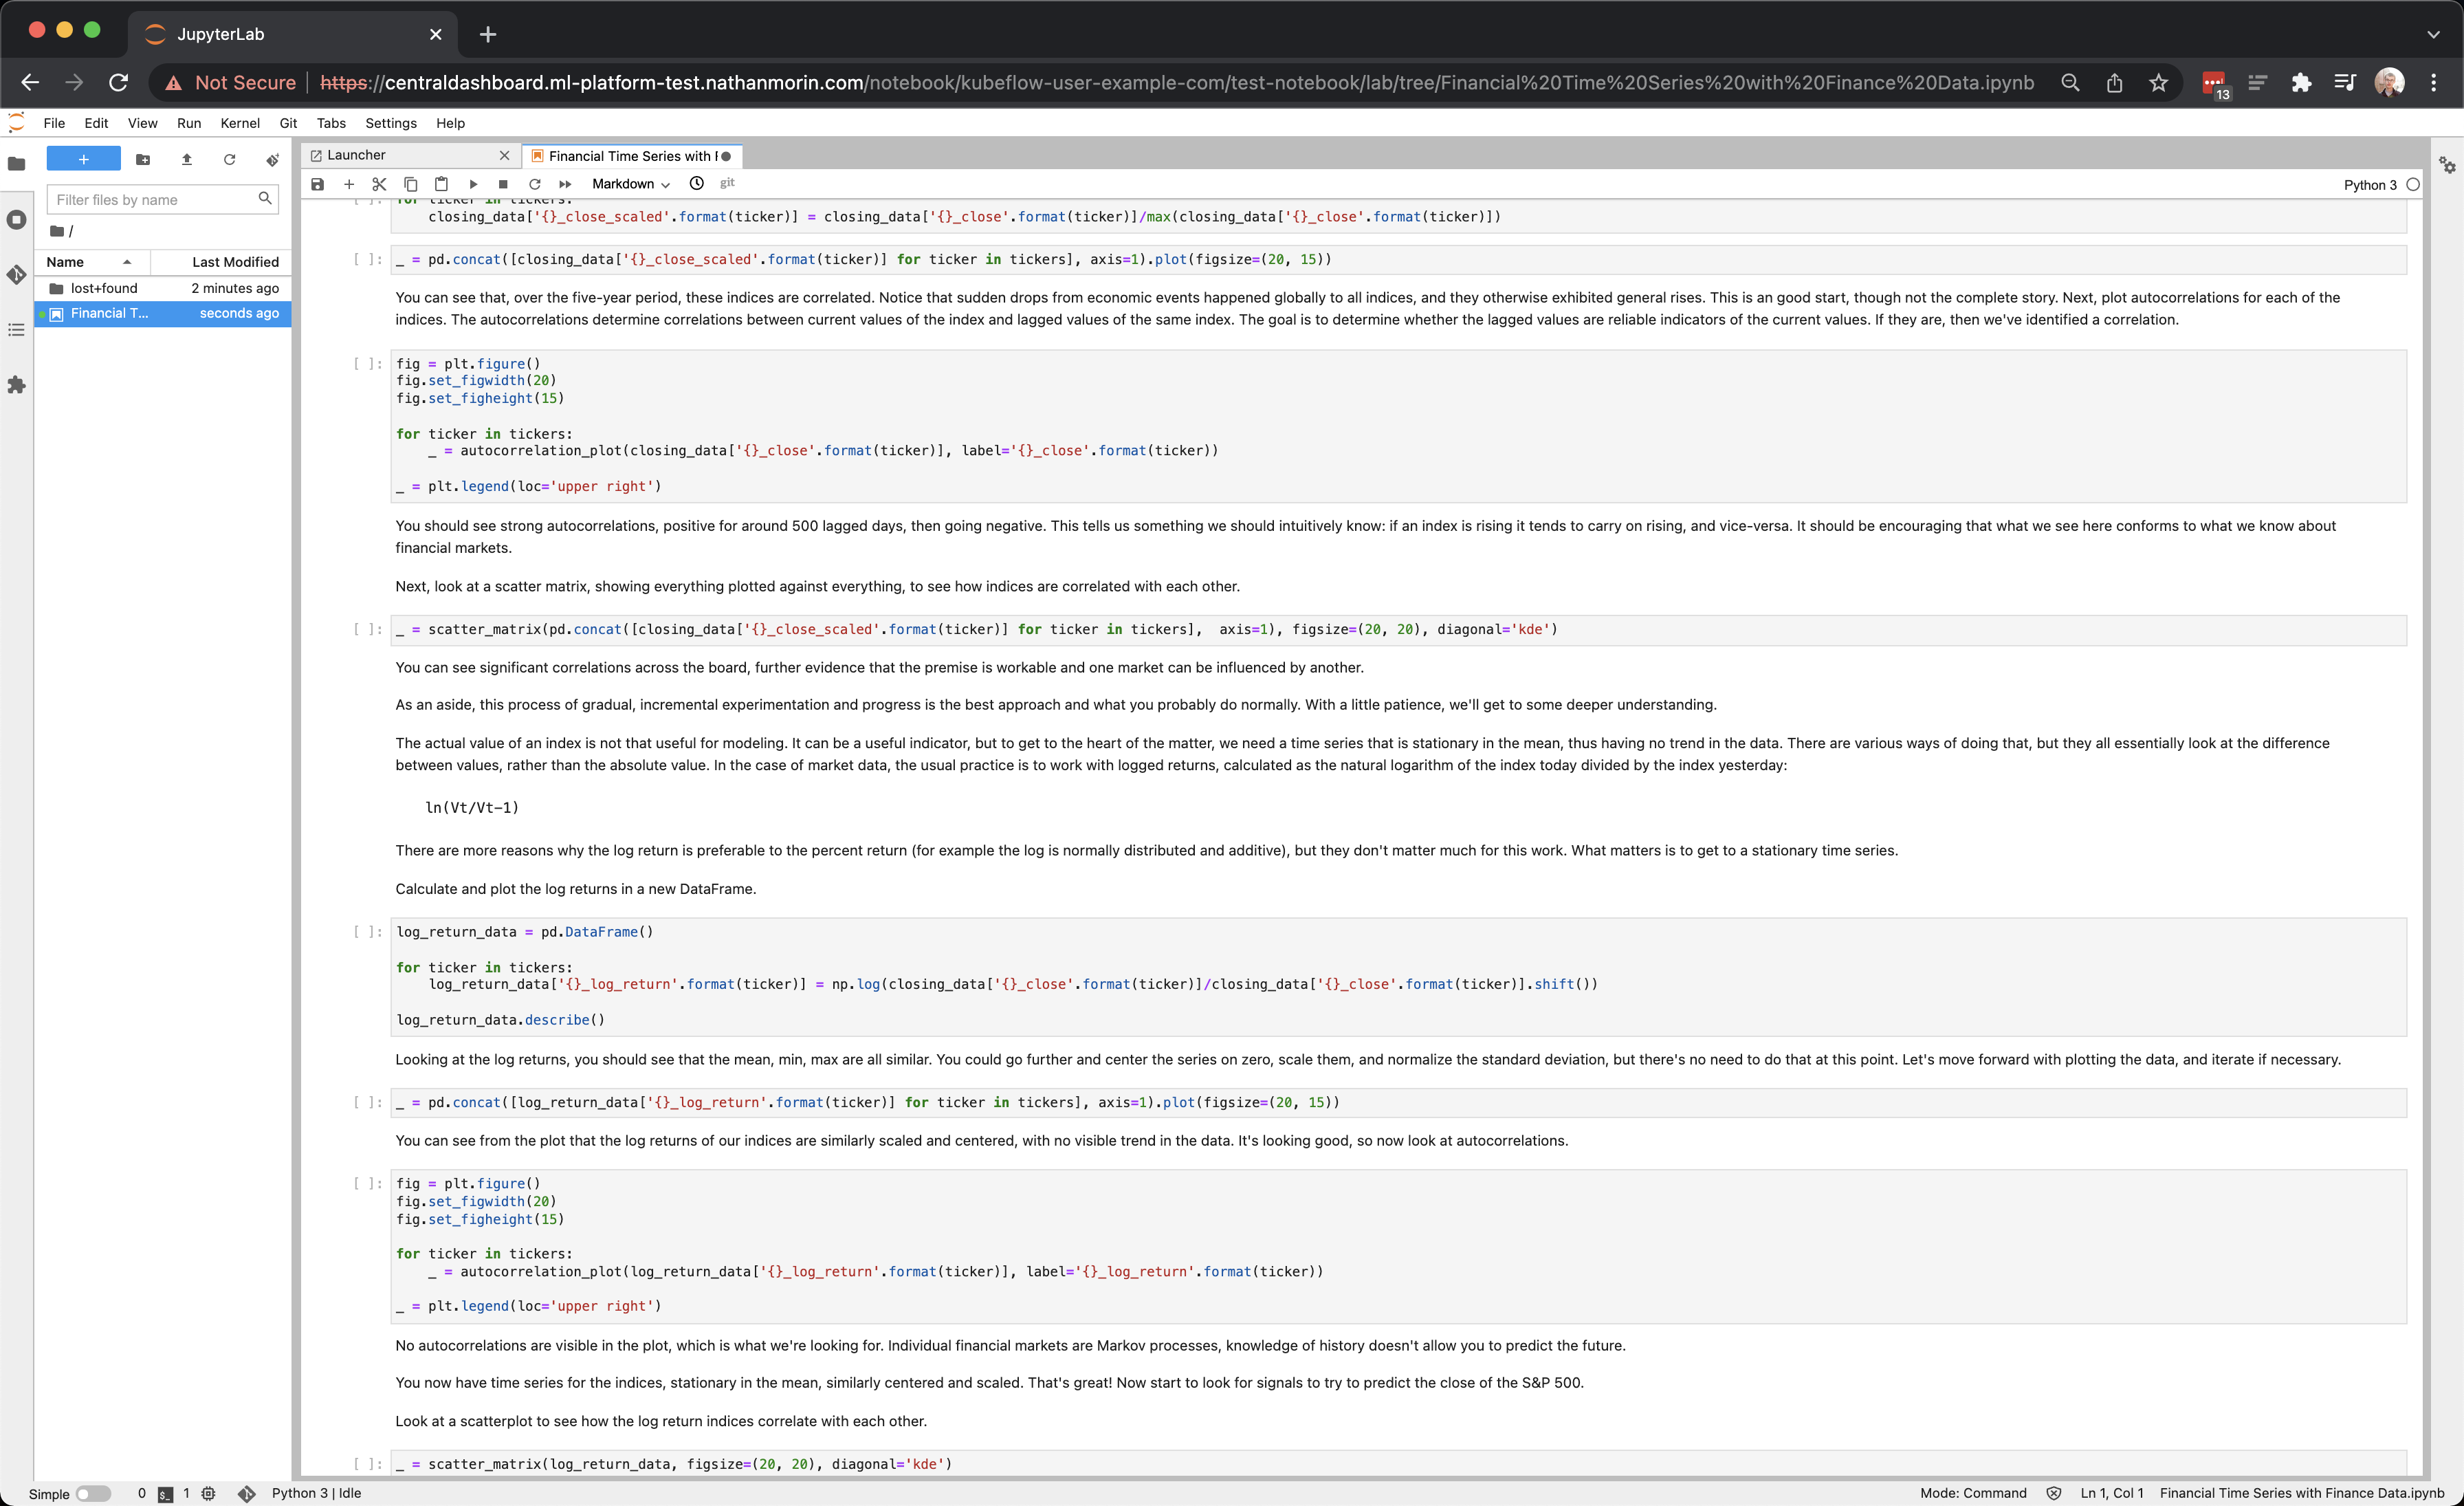 JupyterLab
Not Secure
https://centraldashboard.ml-platform-test.nathanmorin.com/notebook/kubeflow-user-example-com/test-notebook/lab/tree/Financial%20Time%20Series%20with%20Finance%20Data.ipynb
13
File Edit View Run Kernel Git Tabs Settings Help
+
Filter files by name
/
Name Last Modified
lost+found 2 minutes ago
Financial T... seconds ago
Launcher
Financial Time Series with F
Markdown
git
Python 3
[ ]: for ticker in tickers:
closing_data['{}_close_scaled'.format(ticker)] = closing_data['{}_close'.format(ticker)]/max(closing_data['{}_close'.format(ticker)])
[ ]: _ = pd.concat([closing_data['{}_close_scaled'.format(ticker)] for ticker in tickers], axis=1).plot(figsize=(20, 15))
You can see that, over the five-year period, these indices are correlated. Notice that sudden drops from economic events happened globally to all indices, and they otherwise exhibited general rises. This is an good start, though not the complete story. Next, plot autocorrelations for each of the
indices. The autocorrelations determine correlations between current values of the index and lagged values of the same index. The goal is to determine whether the lagged values are reliable indicators of the current values. If they are, then we've identified a correlation.
[ ]: fig = plt.figure()
fig.set_figwidth(20)
fig.set_figheight(15)
for ticker in tickers:
_ = autocorrelation_plot(closing_data['{}_close'.format(ticker)], label='{}_close'.format(ticker))
_ = plt.legend(loc='upper right')
You should see strong autocorrelations, positive for around 500 lagged days, then going negative. This tells us something we should intuitively know: if an index is rising it tends to carry on rising, and vice-versa. It should be encouraging that what we see here conforms to what we know about
financial markets.
Next, look at a scatter matrix, showing everything plotted against everything, to see how indices are correlated with each other.
[ ]: _ = scatter_matrix(pd.concat([closing_data['{}_close_scaled'.format(ticker)] for ticker in tickers],  axis=1), figsize=(20, 20), diagonal='kde')
You can see significant correlations across the board, further evidence that the premise is workable and one market can be influenced by another.
As an aside, this process of gradual, incremental experimentation and progress is the best approach and what you probably do normally. With a little patience, we'll get to some deeper understanding.
The actual value of an index is not that useful for modeling. It can be a useful indicator, but to get to the heart of the matter, we need a time series that is stationary in the mean, thus having no trend in the data. There are various ways of doing that, but they all essentially look at the difference
between values, rather than the absolute value. In the case of market data, the usual practice is to work with logged returns, calculated as the natural logarithm of the index today divided by the index yesterday:
ln(Vt/Vt−1)
There are more reasons why the log return is preferable to the percent return (for example the log is normally distributed and additive), but they don't matter much for this work. What matters is to get to a stationary time series.
Calculate and plot the log returns in a new DataFrame.
[ ]: log_return_data = pd.DataFrame()
for ticker in tickers:
log_return_data['{}_log_return'.format(ticker)] = np.log(closing_data['{}_close'.format(ticker)]/closing_data['{}_close'.format(ticker)].shift())
log_return_data.describe()
Looking at the log returns, you should see that the mean, min, max are all similar. You could go further and center the series on zero, scale them, and normalize the standard deviation, but there's no need to do that at this point. Let's move forward with plotting the data, and iterate if necessary.
[ ]: _ = pd.concat([log_return_data['{}_log_return'.format(ticker)] for ticker in tickers], axis=1).plot(figsize=(20, 15))
You can see from the plot that the log returns of our indices are similarly scaled and centered, with no visible trend in the data. It's looking good, so now look at autocorrelations.
[ ]: fig = plt.figure()
fig.set_figwidth(20)
fig.set_figheight(15)
for ticker in tickers:
_ = autocorrelation_plot(log_return_data['{}_log_return'.format(ticker)], label='{}_log_return'.format(ticker))
_ = plt.legend(loc='upper right')
No autocorrelations are visible in the plot, which is what we're looking for. Individual financial markets are Markov processes, knowledge of history doesn't allow you to predict the future.
You now have time series for the indices, stationary in the mean, similarly centered and scaled. That's great! Now start to look for signals to try to predict the close of the S&P 500.
Look at a scatterplot to see how the log return indices correlate with each other.
[ ]: _ = scatter_matrix(log_return_data, figsize=(20, 20), diagonal='kde')
Simple 0 1 Python 3 | Idle Mode: Command Ln 1, Col 1 Financial Time Series with Finance Data.ipynb